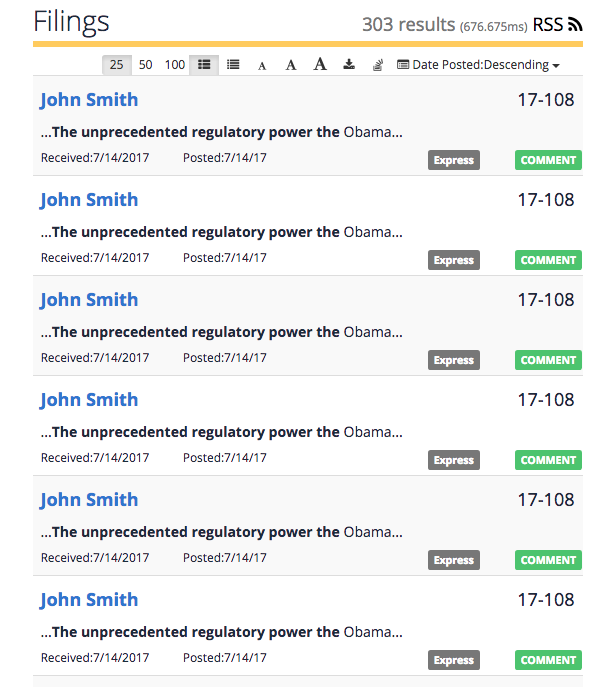 Filings 303 results (676.675ms) RSS
25 50 100 A A A Date Posted:Descending
John Smith 17-108
...The unprecedented regulatory power the Obama...
Received:7/14/2017 Posted:7/14/17 Express COMMENT
John Smith 17-108
...The unprecedented regulatory power the Obama...
Received:7/14/2017 Posted:7/14/17 Express COMMENT
John Smith 17-108
...The unprecedented regulatory power the Obama...
Received:7/14/2017 Posted:7/14/17 Express COMMENT
John Smith 17-108
...The unprecedented regulatory power the Obama...
Received:7/14/2017 Posted:7/14/17 Express COMMENT
John Smith 17-108
...The unprecedented regulatory power the Obama...
Received:7/14/2017 Posted:7/14/17 Express COMMENT
John Smith 17-108
...The unprecedented regulatory power the Obama...
Received:7/14/2017 Posted:7/14/17 Express COMMENT